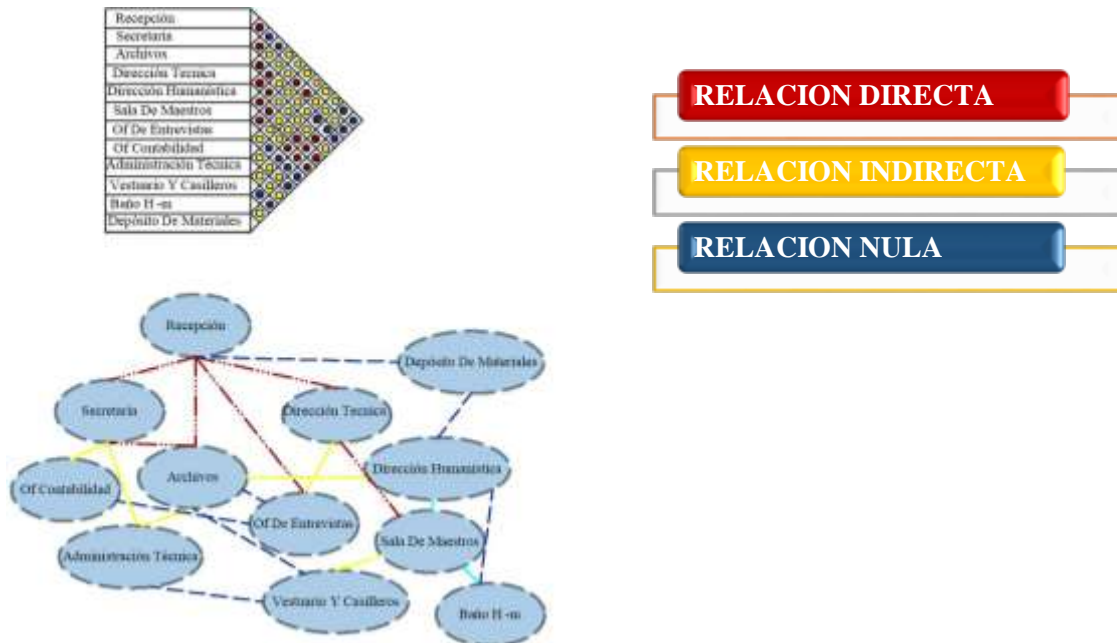 Recepción
Secretaria
Archivos
Dirección Tecnica
Dirección Humanística
Sala De Maestros
Of De Entrevistas
Of Contabilidad
Administración Técnica
Vestuario Y Casilleros
Baño H -m
Depósito De Materiales
RELACION DIRECTA
RELACION INDIRECTA
RELACION NULA
Recepción
Depósito De Materiales
Secretaria
Dirección Tecnica
Archivos
Dirección Humanística
Of Contabilidad
Of De Entrevistas
Sala De Maestros
Administración Técnica
Vestuario Y Casilleros
Baño H -m